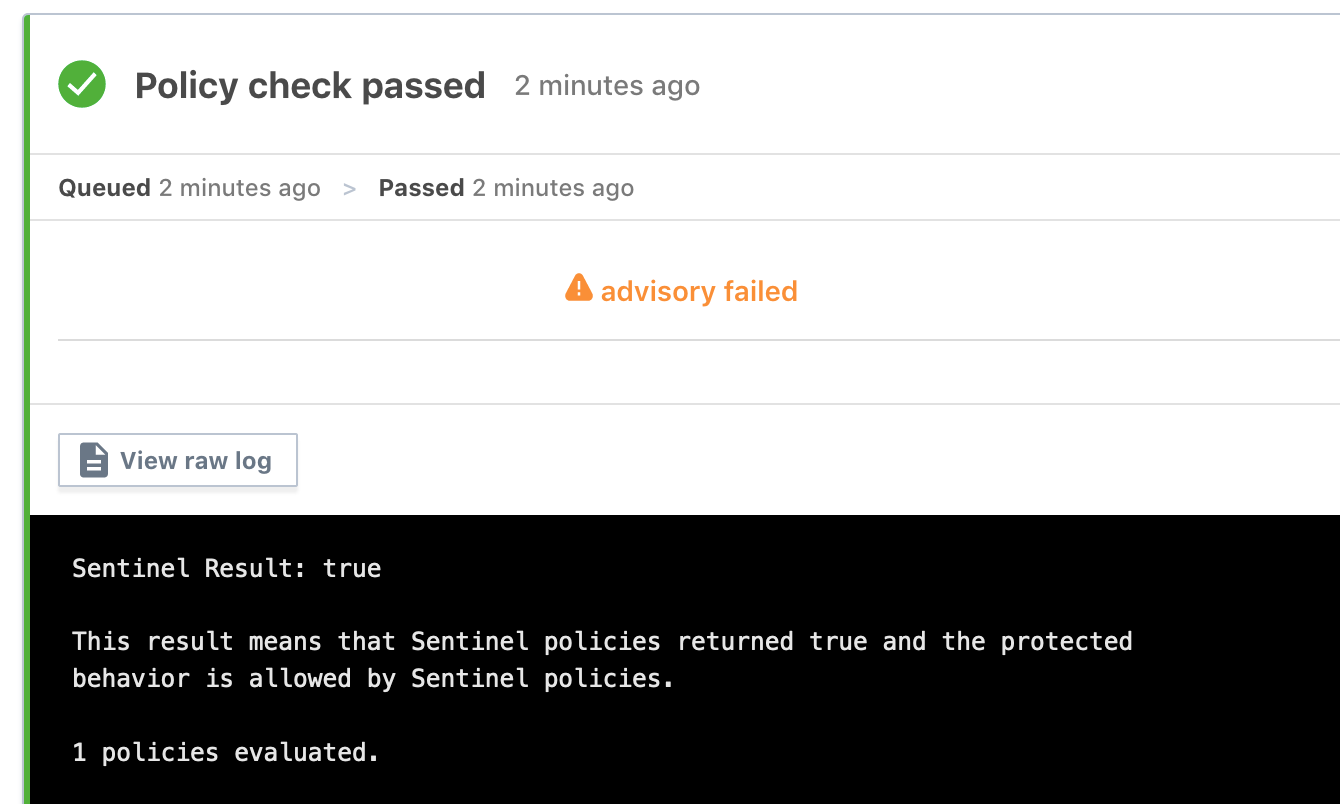 Policy check passed 2 minutes ago
Queued 2 minutes ago > Passed 2 minutes ago
advisory failed
View raw log
Sentinel Result: true
This result means that Sentinel policies returned true and the protected
behavior is allowed by Sentinel policies.
1 policies evaluated.